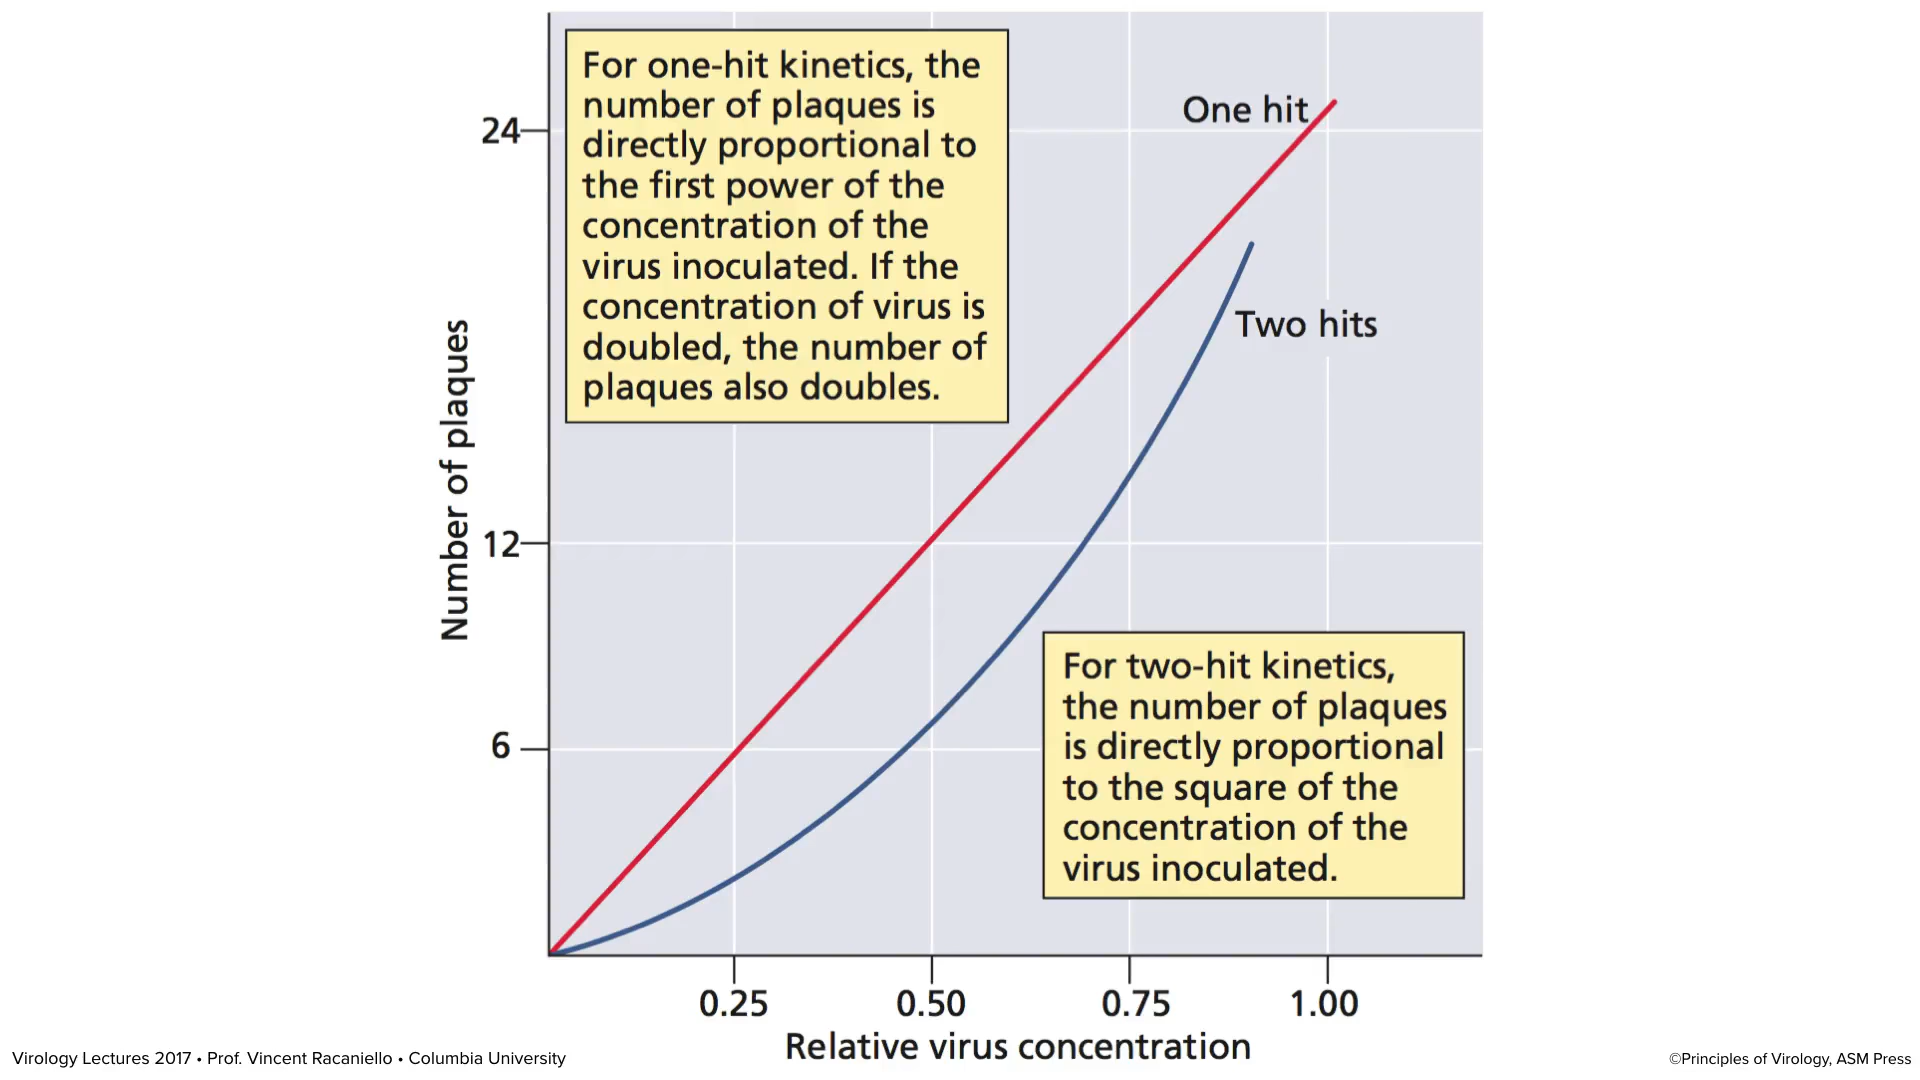 For one-hit kinetics, the
number of plaques is
directly proportional to
the first power of the
concentration of the
virus inoculated. If the
concentration of virus is
doubled, the number of
plaques also doubles.
One hit
Two hits
For two-hit kinetics,
the number of plaques
is directly proportional
to the square of the
concentration of the
virus inoculated.
Number of plaques
24
12
6
0.25 0.50 0.75 1.00
Relative virus concentration
Virology Lectures 2017 • Prof. Vincent Racaniello • Columbia University
©Principles of Virology, ASM Press